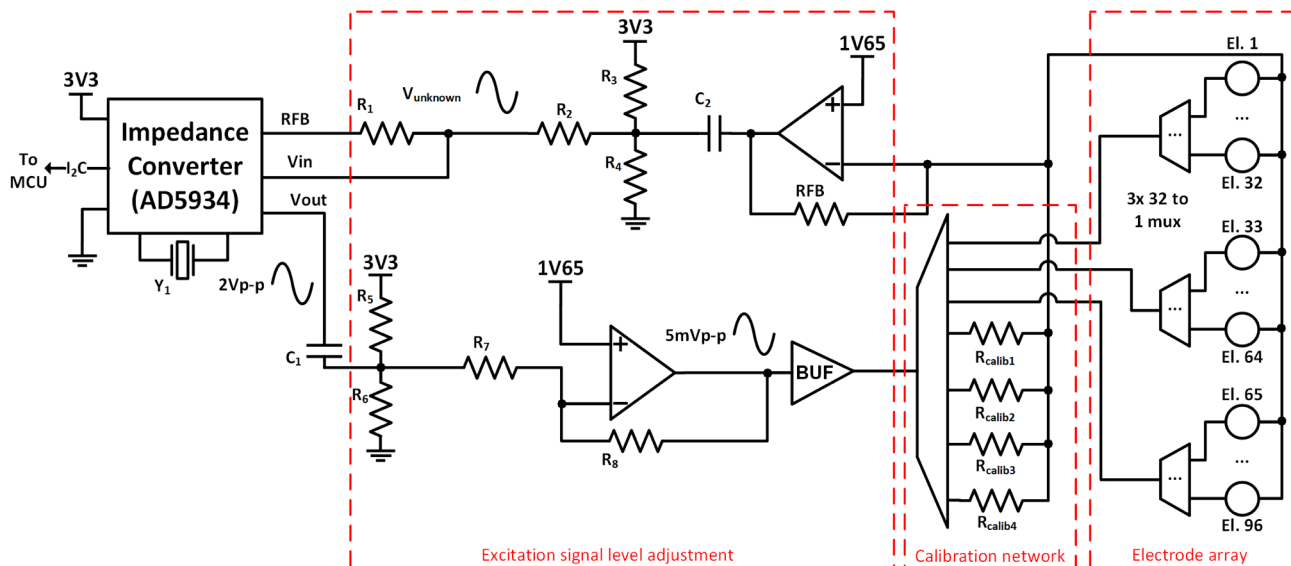 3V3
Impedance
Converter
(AD5934)
To
MCU
I2C
RFB
Vin
Vout
Y1
2Vp-p
C1
R1
Vunknown
R2
3V3
R3
R4
C2
1V65
+
−
RFB
3V3
R5
R6
R7
1V65
+
−
R8
5mVp-p
BUF
Rcalib1
Rcalib2
Rcalib3
Rcalib4
3x 32 to
1 mux
...
El. 1
...
El. 32
...
El. 33
...
El. 64
...
El. 65
...
El. 96
Excitation signal level adjustment
Calibration network
Electrode array